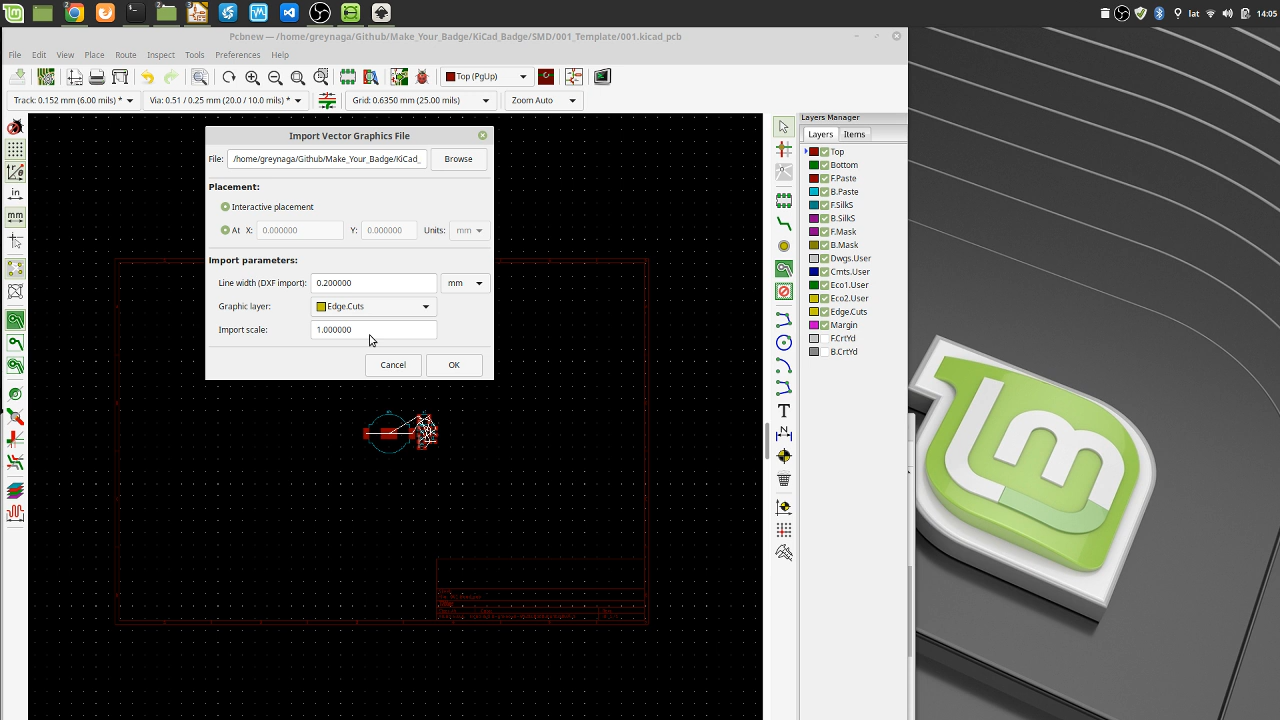 2
2
3
lat
14:05
Pcbnew — /home/greynaga/Github/Make_Your_Badge/KiCad_Badge/SMD/001_Template/001.kicad_pcb
File Edit View Place Route Inspect Tools Preferences Help
Top (PgUp)
Track: 0.152 mm (6.00 mils) * Via: 0.51 / 0.25 mm (20.0 / 10.0 mils) * Grid: 0.6350 mm (25.00 mils) Zoom Auto
in
mm
T
N
Import Vector Graphics File
File: /home/greynaga/Github/Make_Your_Badge/KiCad_ Browse
Placement:
Interactive placement
At X: 0.000000 Y: 0.000000 Units: mm
Import parameters:
Line width (DXF import): 0.200000 mm
Graphic layer: Edge.Cuts
Import scale: 1.000000
Cancel OK
Layers Manager
Layers Items
Top
Bottom
F.Paste
B.Paste
F.SilkS
B.SilkS
F.Mask
B.Mask
Dwgs.User
Cmts.User
Eco1.User
Eco2.User
Edge.Cuts
Margin
F.CrtYd
B.CrtYd